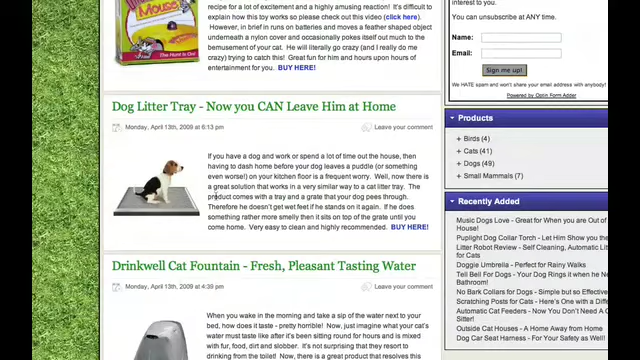 recipe for a lot of excitement and a highly amusing reaction! It's difficult to
explain how this toy works so please check out this video (click here).
However, in brief in runs on batteries and moves a feather shaped object
underneath a nylon cover and occasionally pokes itself out much to the
bemusement of your cat. He will literally go crazy (and I really do me
crazy) trying to catch this! Great fun for him and hours upon hours of
entertainment for you. BUY HERE!
Mouse
Dog Litter Tray - Now you CAN Leave Him at Home
Monday, April 13th, 2009 at 6:13 pm
Leave your comment
If you have a dog and work or spend a lot of time out the house, then
having to dash home before your dog leaves a puddle (or something
even worse!) on your kitchen floor is a frequent worry. Well, now there is
a great solution that works in a very similar way to a cat litter tray. The
product comes with a tray and a grate that your dog pees through.
Therefore he doesn't get wet feet if he stands on it again. If he does
something rather more smelly then it sits on top of the grate until you
come home. Very easy to clean and highly recommended. BUY HERE!
Drinkwell Cat Fountain - Fresh, Pleasant Tasting Water
Monday, April 13th, 2009 at 4:39 pm
Leave your comment
When you wake in the morning and take a sip of the water next to your
bed, how does it taste - pretty horrible! Now, just imagine what your cat's
water must taste like after it's been sitting round for hours and is mixed
with fur, food, dirt and slobber. It's not surprising that they resort to
drinking from the toilet! Now, there is a great product that resolves this
You can unsubscribe at ANY time.
Name:
Email:
Sign me up!
We HATE spam and won't share your email address with anybody!
Powered by Optin Form Adder
Products
Birds (4)
Cats (41)
Dogs (49)
Small Mammals (7)
Recently Added
Music Dogs Love - Great for When you are Out of
House!
Puplight Dog Collar Torch - Let Him Show you the
Litter Robot Review - Self Cleaning, Automatic Lit
for Cats
Doggie Umbrella - Perfect for Rainy Walks
Tell Bell For Dogs - Your Dog Rings it when he Ne
Bathroom!
No Bark Collars for Dogs - Simple but so Effective
Scratching Posts for Cats - Here's One with a Diffe
Automatic Cat Feeders - Now You Don't Need A C
Sitter!
Outside Cat Houses - A Home Away from Home
Dog Car Seat Harness - For Your Safety as Well!